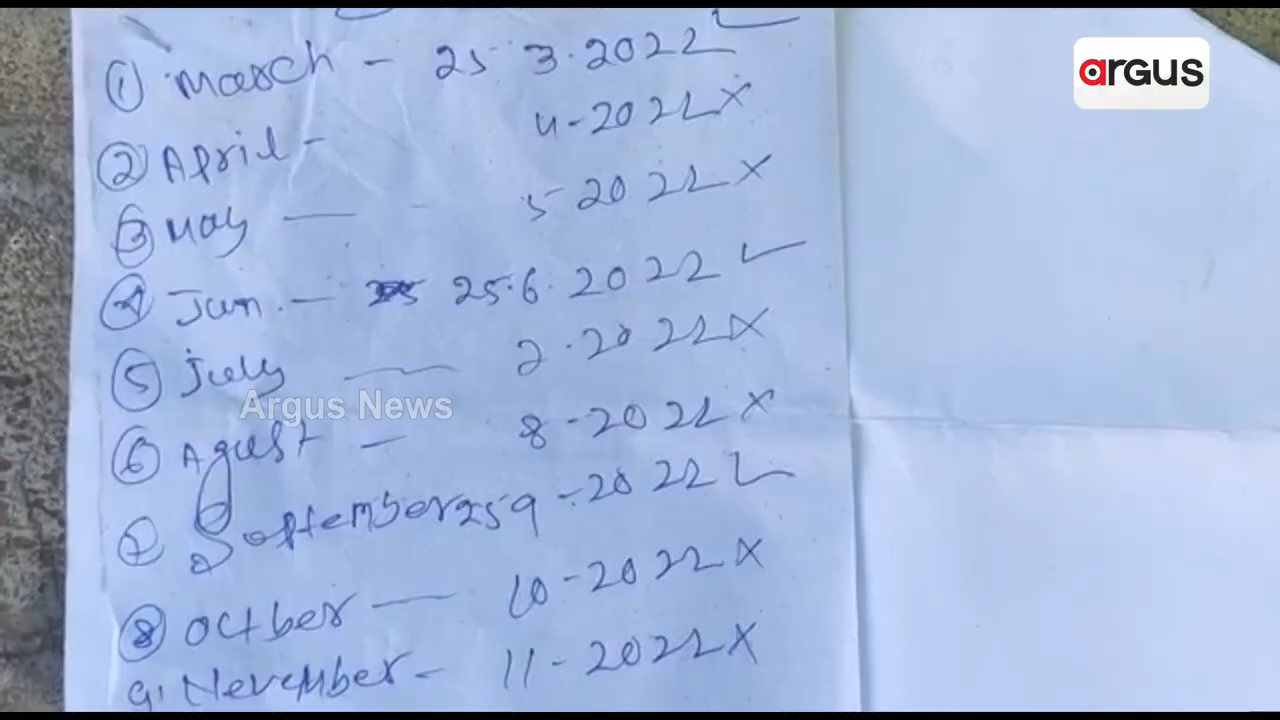 argus
① March - 25 3.2022 ✓
② April - 4-2022 ×
③ May — 5-2022 ×
④ Jun. - 25.6.2022 ✓
⑤ July — 7.2022 ×
Argus News
⑥ Agust - 8-2022 ×
⑦ September 25 9-2022 ✓
⑧ Octber — 10-2022 ×
9. Nevember - 11-2022 ×